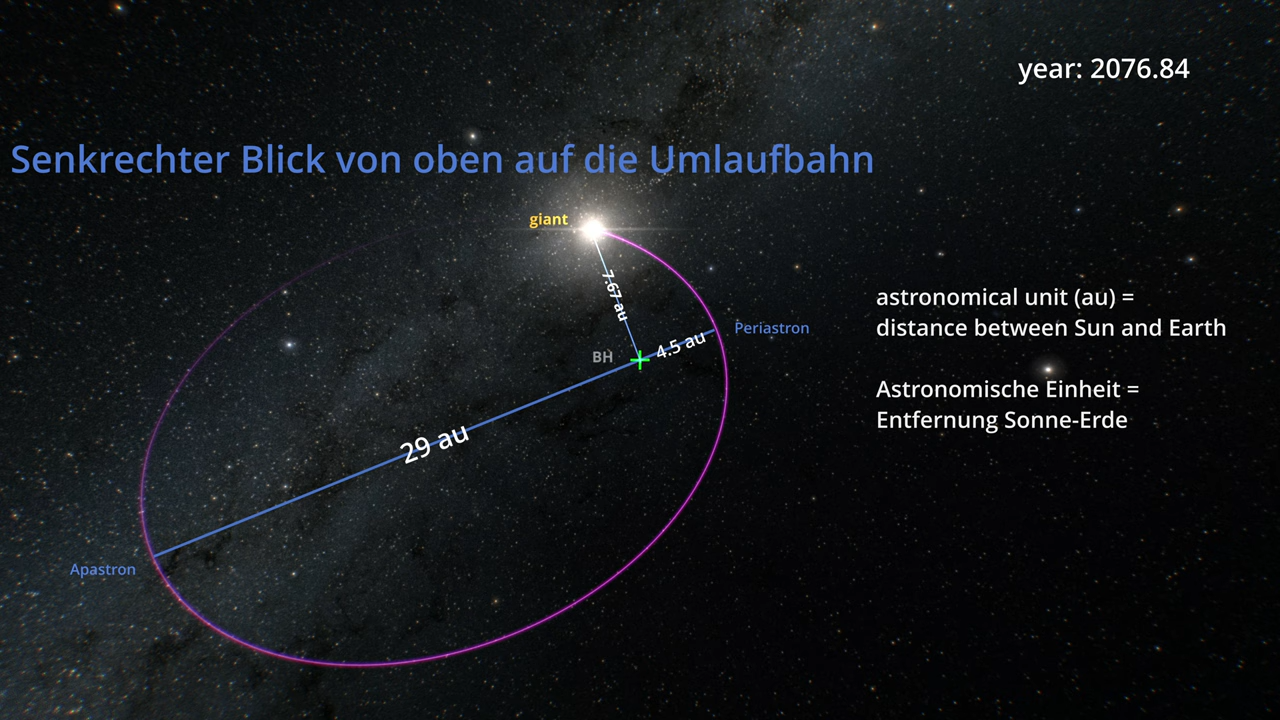 year: 2076.84
Senkrechter Blick von oben auf die Umlaufbahn
giant
7.67 au
astronomical unit (au) =
distance between Sun and Earth
Periastron
4.5 au
BH
Astronomische Einheit =
Entfernung Sonne-Erde
29 au
Apastron